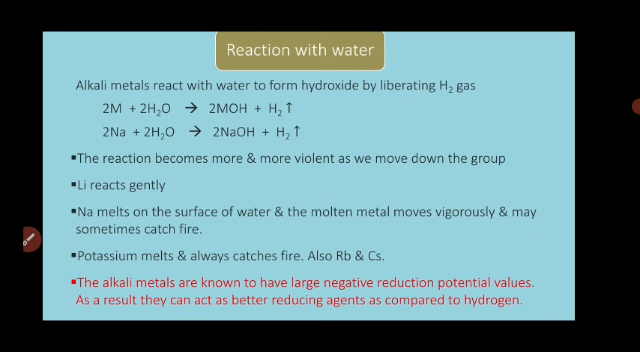 Reaction with water
Alkali metals react with water to form hydroxide by liberating H₂ gas
2M + 2H₂O → 2MOH + H₂ ↑
2Na + 2H₂O → 2NaOH + H₂ ↑
▪The reaction becomes more & more violent as we move down the group
▪Li reacts gently
▪Na melts on the surface of water & the molten metal moves vigorously & may
sometimes catch fire.
▪Potassium melts & always catches fire. Also Rb & Cs.
▪The alkali metals are known to have large negative reduction potential values.
As a result they can act as better reducing agents as compared to hydrogen.